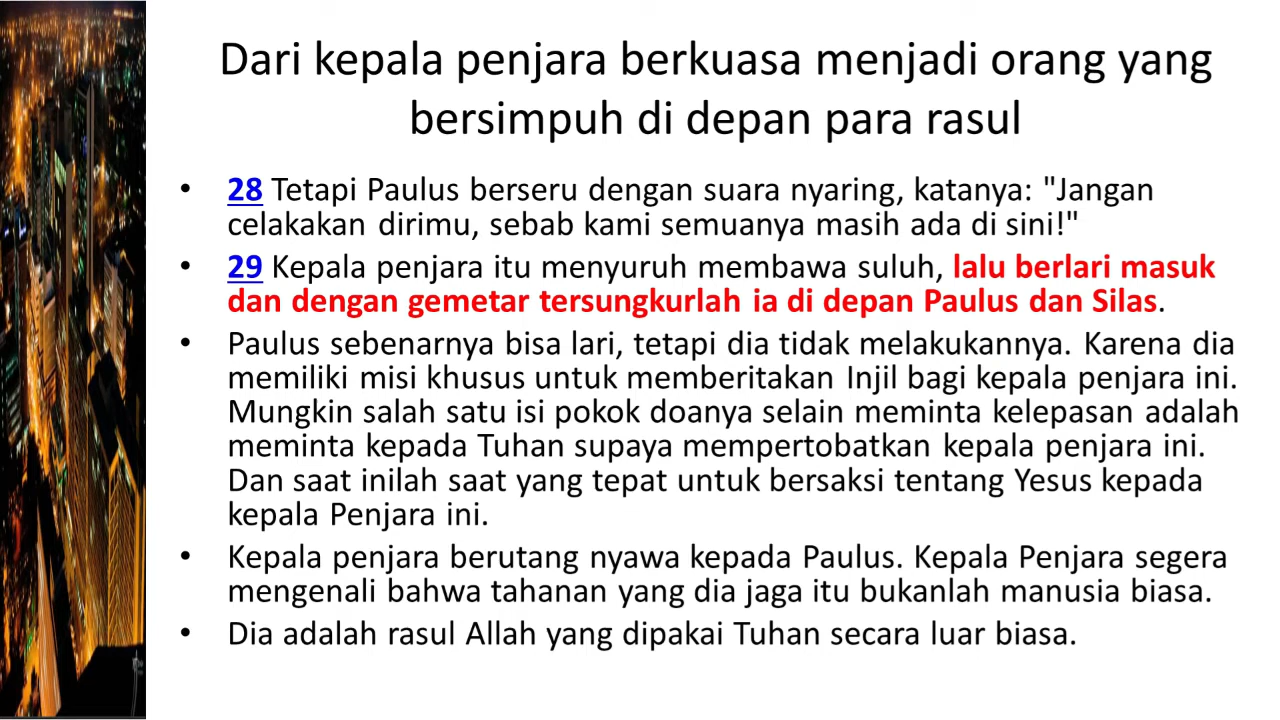 Dari kepala penjara berkuasa menjadi orang yang
bersimpuh di depan para rasul
• 28 Tetapi Paulus berseru dengan suara nyaring, katanya: "Jangan
celakakan dirimu, sebab kami semuanya masih ada di sini!"
• 29 Kepala penjara itu menyuruh membawa suluh, lalu berlari masuk
dan dengan gemetar tersungkurlah ia di depan Paulus dan Silas.
• Paulus sebenarnya bisa lari, tetapi dia tidak melakukannya. Karena dia
memiliki misi khusus untuk memberitakan Injil bagi kepala penjara ini.
Mungkin salah satu isi pokok doanya selain meminta kelepasan adalah
meminta kepada Tuhan supaya mempertobatkan kepala penjara ini.
Dan saat inilah saat yang tepat untuk bersaksi tentang Yesus kepada
kepala Penjara ini.
• Kepala penjara berutang nyawa kepada Paulus. Kepala Penjara segera
mengenali bahwa tahanan yang dia jaga itu bukanlah manusia biasa.
• Dia adalah rasul Allah yang dipakai Tuhan secara luar biasa.